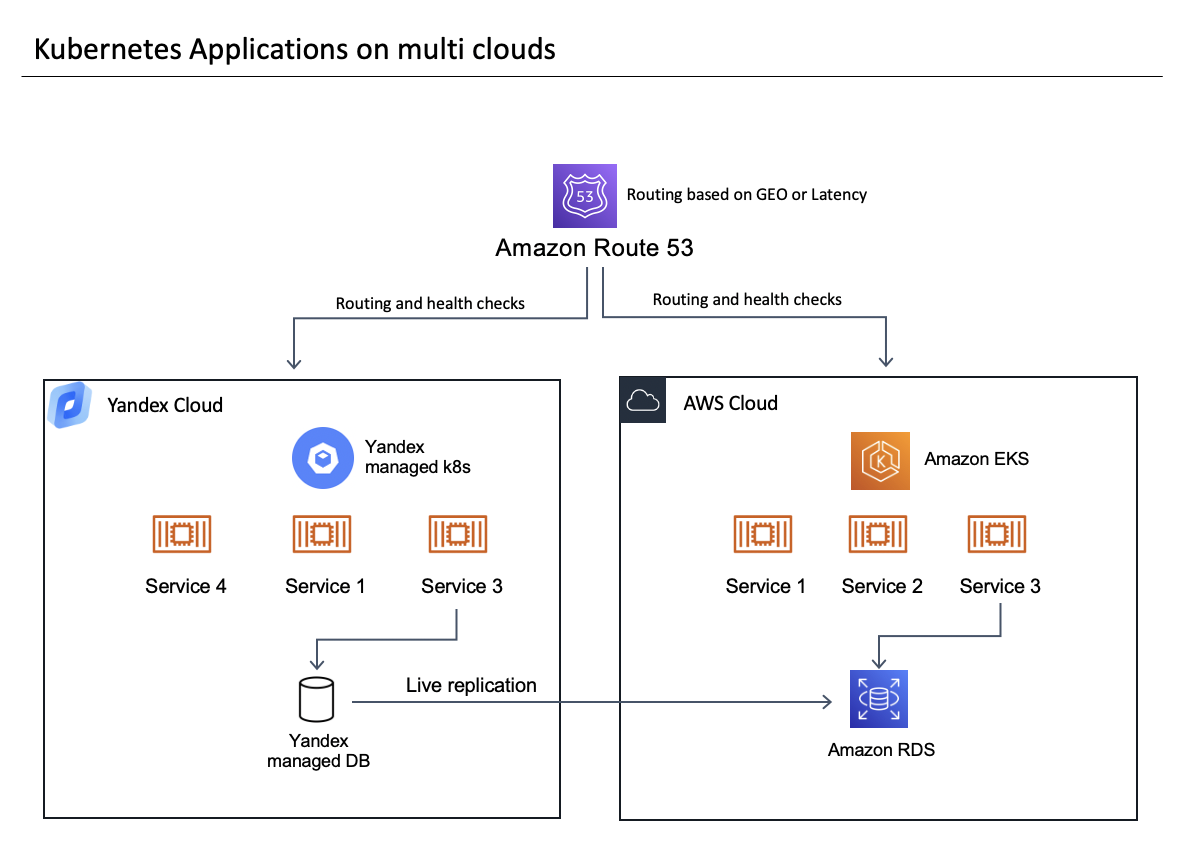 Kubernetes Applications on multi clouds
53
Routing based on GEO or Latency
Amazon Route 53
Routing and health checks
Routing and health checks
Yandex Cloud
Yandex
managed k8s
Service 4
Service 1
Service 3
Live replication
Yandex
managed DB
AWS Cloud
K
Amazon EKS
Service 1
Service 2
Service 3
Amazon RDS